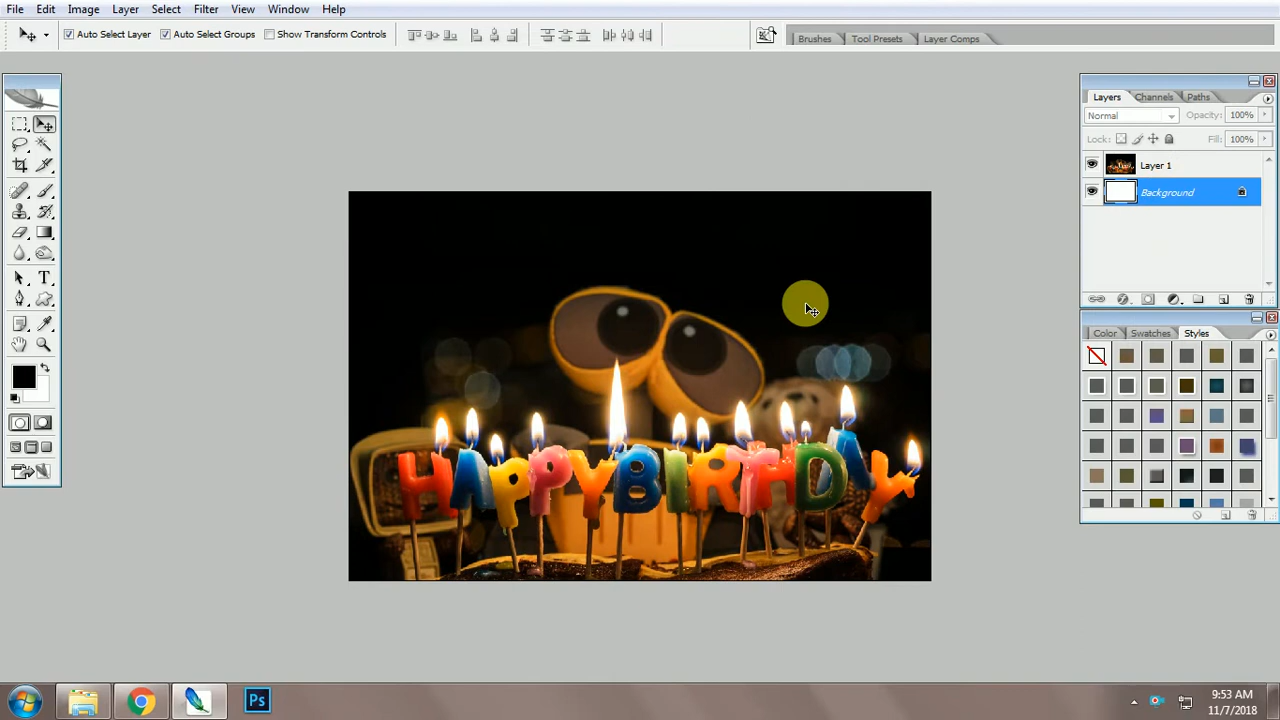 File Edit Image Layer Select Filter View Window Help
Auto Select Layer Auto Select Groups Show Transform Controls
Brushes Tool Presets Layer Comps
Layers Channels Paths
Normal Opacity: 100%
Lock: Fill: 100%
Layer 1
Background
Color Swatches Styles
T
HAPPYBIRTHDAY
Ps
9:53 AM
11/7/2018